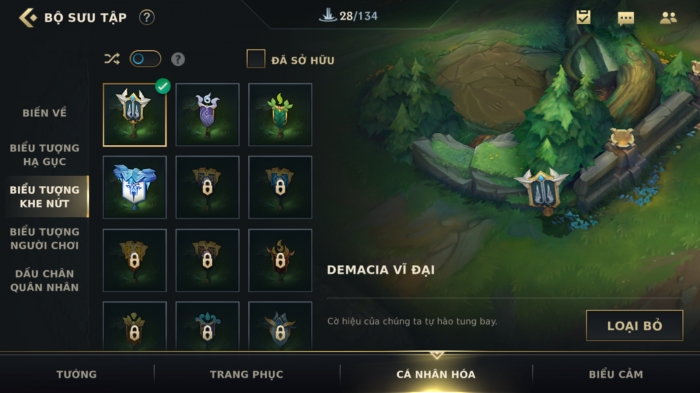 BỘ SƯU TẬP ?
28/134
? ĐÃ SỞ HỮU
BIẾN VỀ
BIỂU TƯỢNG
HẠ GỤC
BIỂU TƯỢNG
KHE NỨT
BIỂU TƯỢNG
NGƯỜI CHƠI
DẤU CHÂN
QUÂN NHÂN
DEMACIA VĨ ĐẠI
Cờ hiệu của chúng ta tự hào tung bay.
LOẠI BỎ
TƯỚNG
TRANG PHỤC
CÁ NHÂN HÓA
BIỂU CẢM